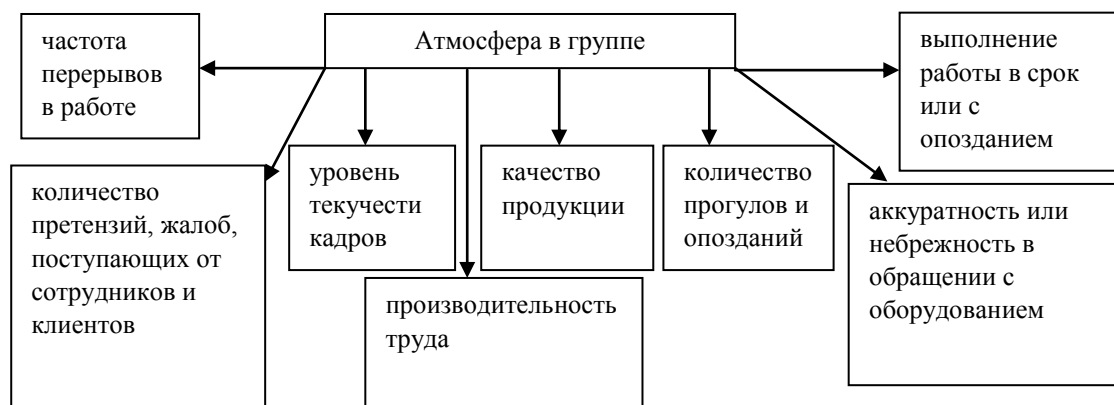 Атмосфера в группе
частота
перерывов
в работе
выполнение
работы в срок
или с
опозданием
количество
претензий, жалоб,
поступающих от
сотрудников и
клиентов
уровень
текучести
кадров
производительность
труда
качество
продукции
количество
прогулов и
опозданий
аккуратность или
небрежность в
обращении с
оборудованием